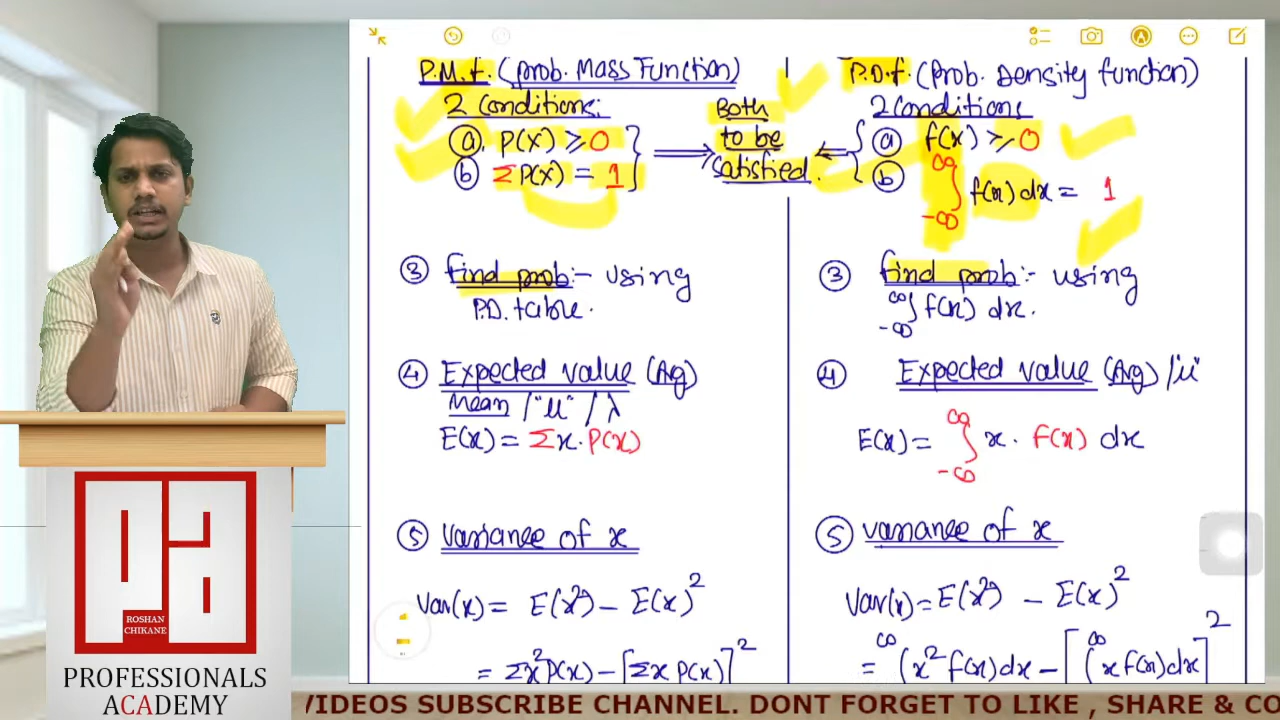 P.M.f. (prob. Mass Function)
2 Conditions:
(a). P(X) ≥ 0
(b) ΣP(X) = 1
Both
to be
satisfied.
P.D.f. (Prob. Density function)
2 Conditions
(a) f(x) ≥ 0
(b) ∫ f(x) dx = 1
∞
-∞
③ find prob:- using
P.D. table.
③ find prob:- using
∞
∫ f(x) dx.
-∞
④ Expected value (Avg)
Mean / "μ" / λ
E(x) = Σx. P(x)
④ Expected value (Avg) / "μ"
∞
E(x) = ∫ x. f(x) dx
-∞
⑤ variance of x
Var(x) = E(x²) - E(x)²
= Σx²P(x) - [Σx P(x)]²
⑤ variance of x
Var(x) = E(x²) - E(x)²
∞ ∞
= ∫x² f(x)dx - [∫x f(x)dx]²
ROSHAN
CHIKANE
PROFESSIONALS
ACADEMY
VIDEOS SUBSCRIBE CHANNEL. DONT FORGET TO LIKE , SHARE & CO